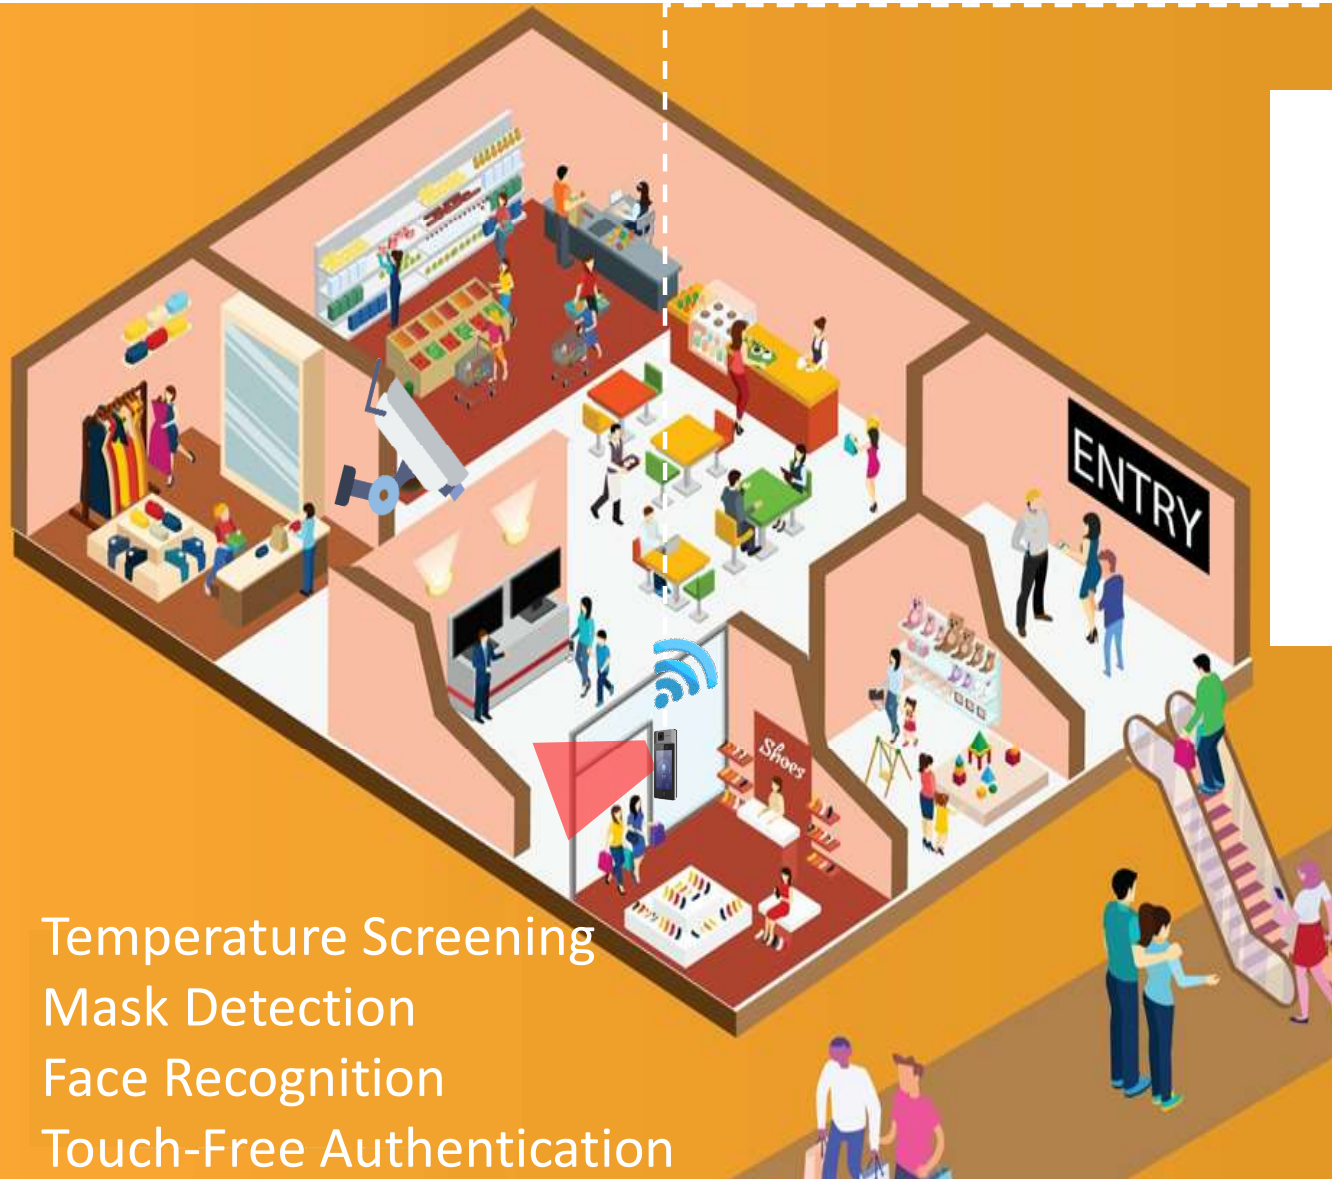 ENTRY
Shoes
Temperature Screening
Mask Detection
Face Recognition
Touch-Free Authentication